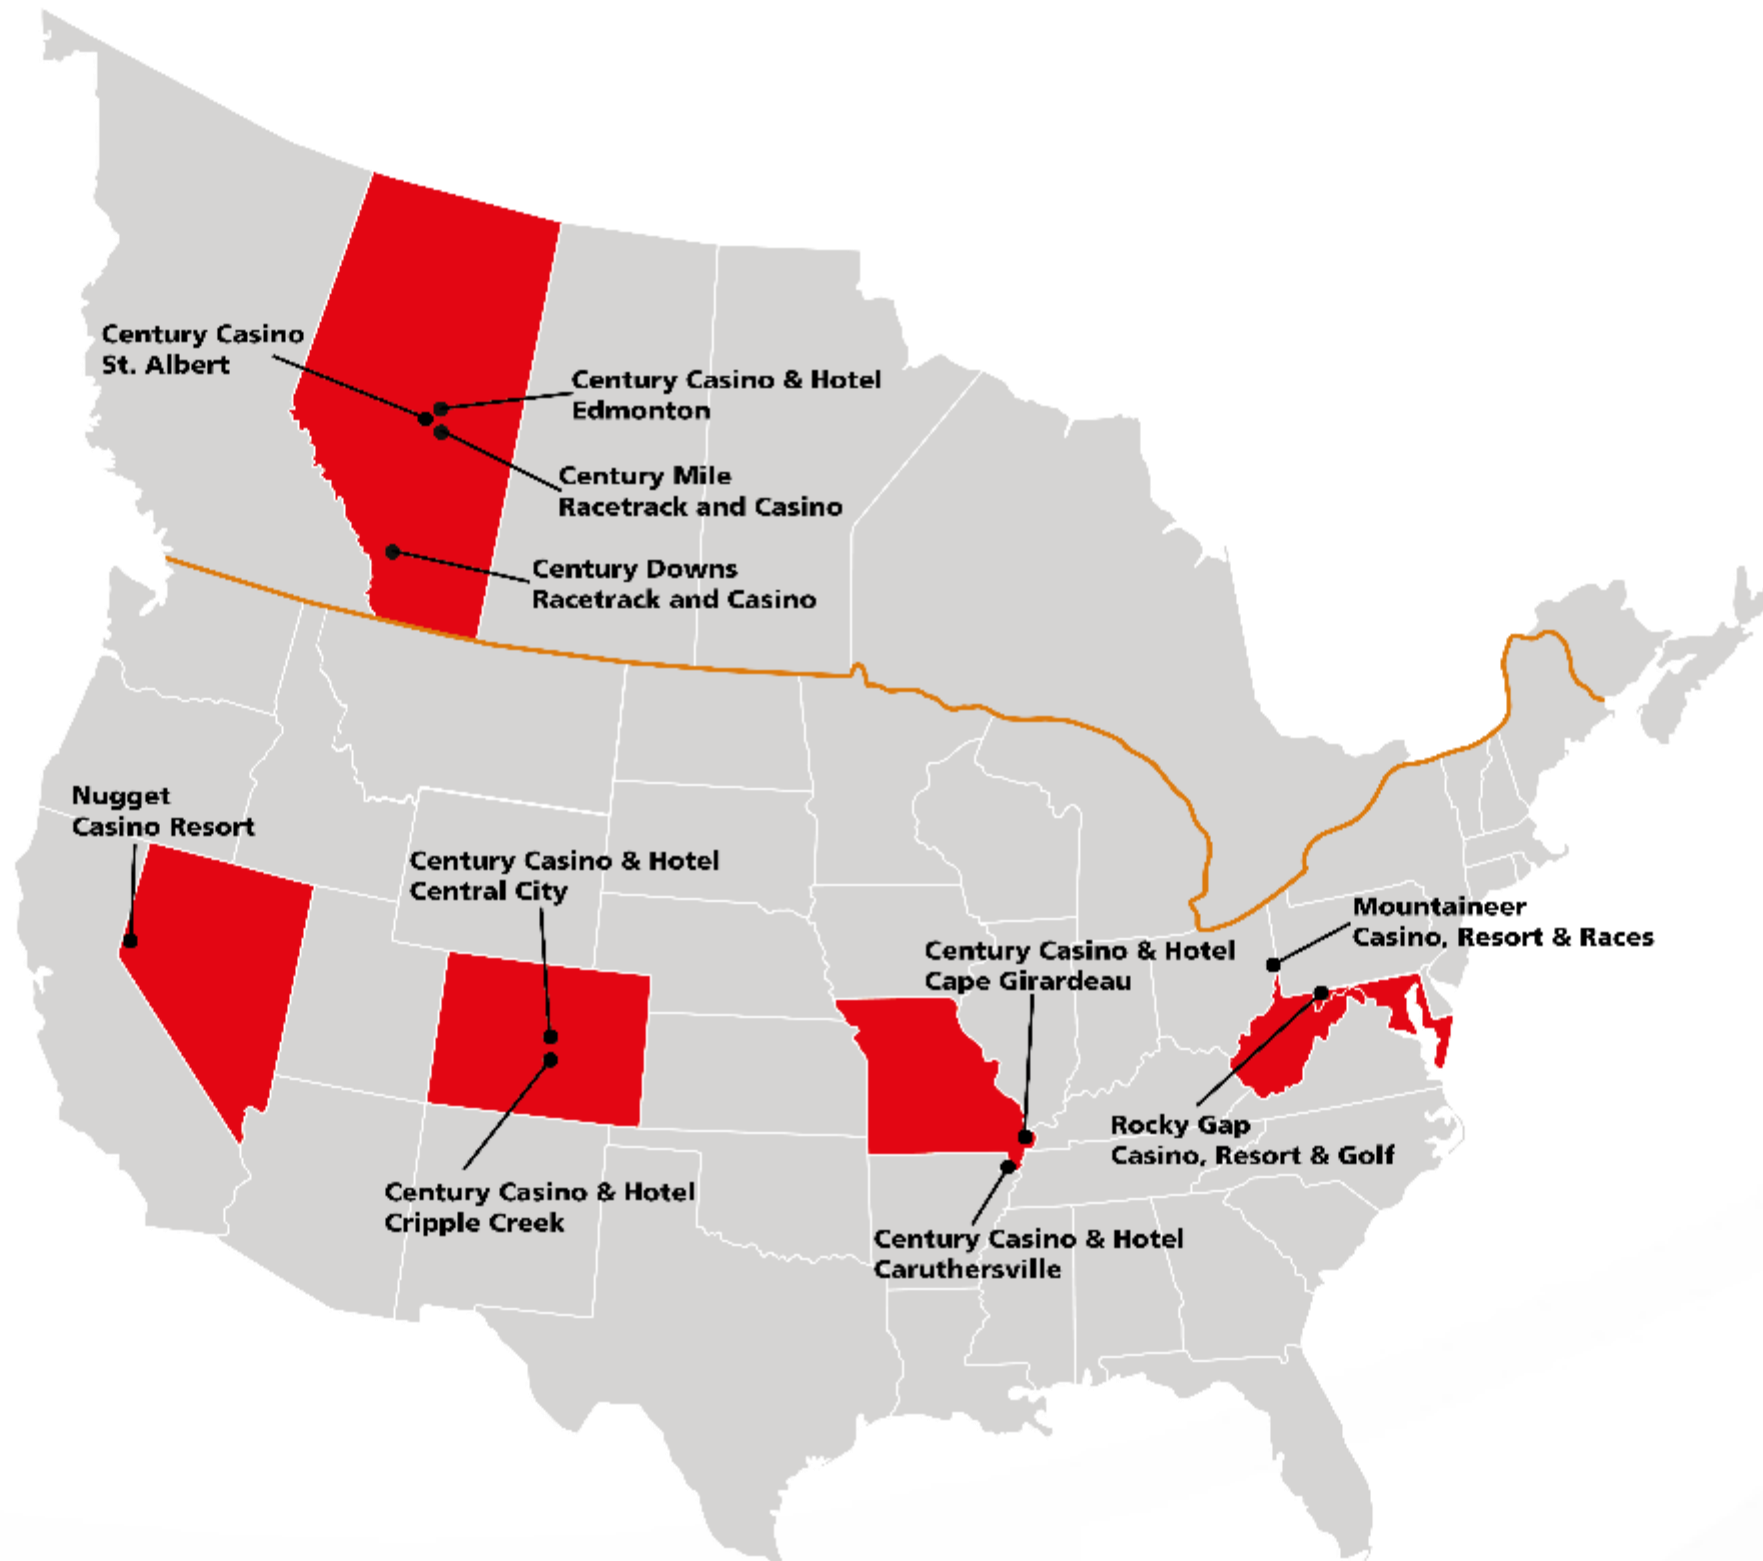 Century Casino
St. Albert
Century Casino & Hotel
Edmonton
Century Mile
Racetrack and Casino
Century Downs
Racetrack and Casino
Nugget
Casino Resort
Century Casino & Hotel
Central City
Mountaineer
Casino, Resort & Races
Century Casino & Hotel
Cape Girardeau
Rocky Gap
Casino, Resort & Golf
Century Casino & Hotel
Cripple Creek
Century Casino & Hotel
Caruthersville